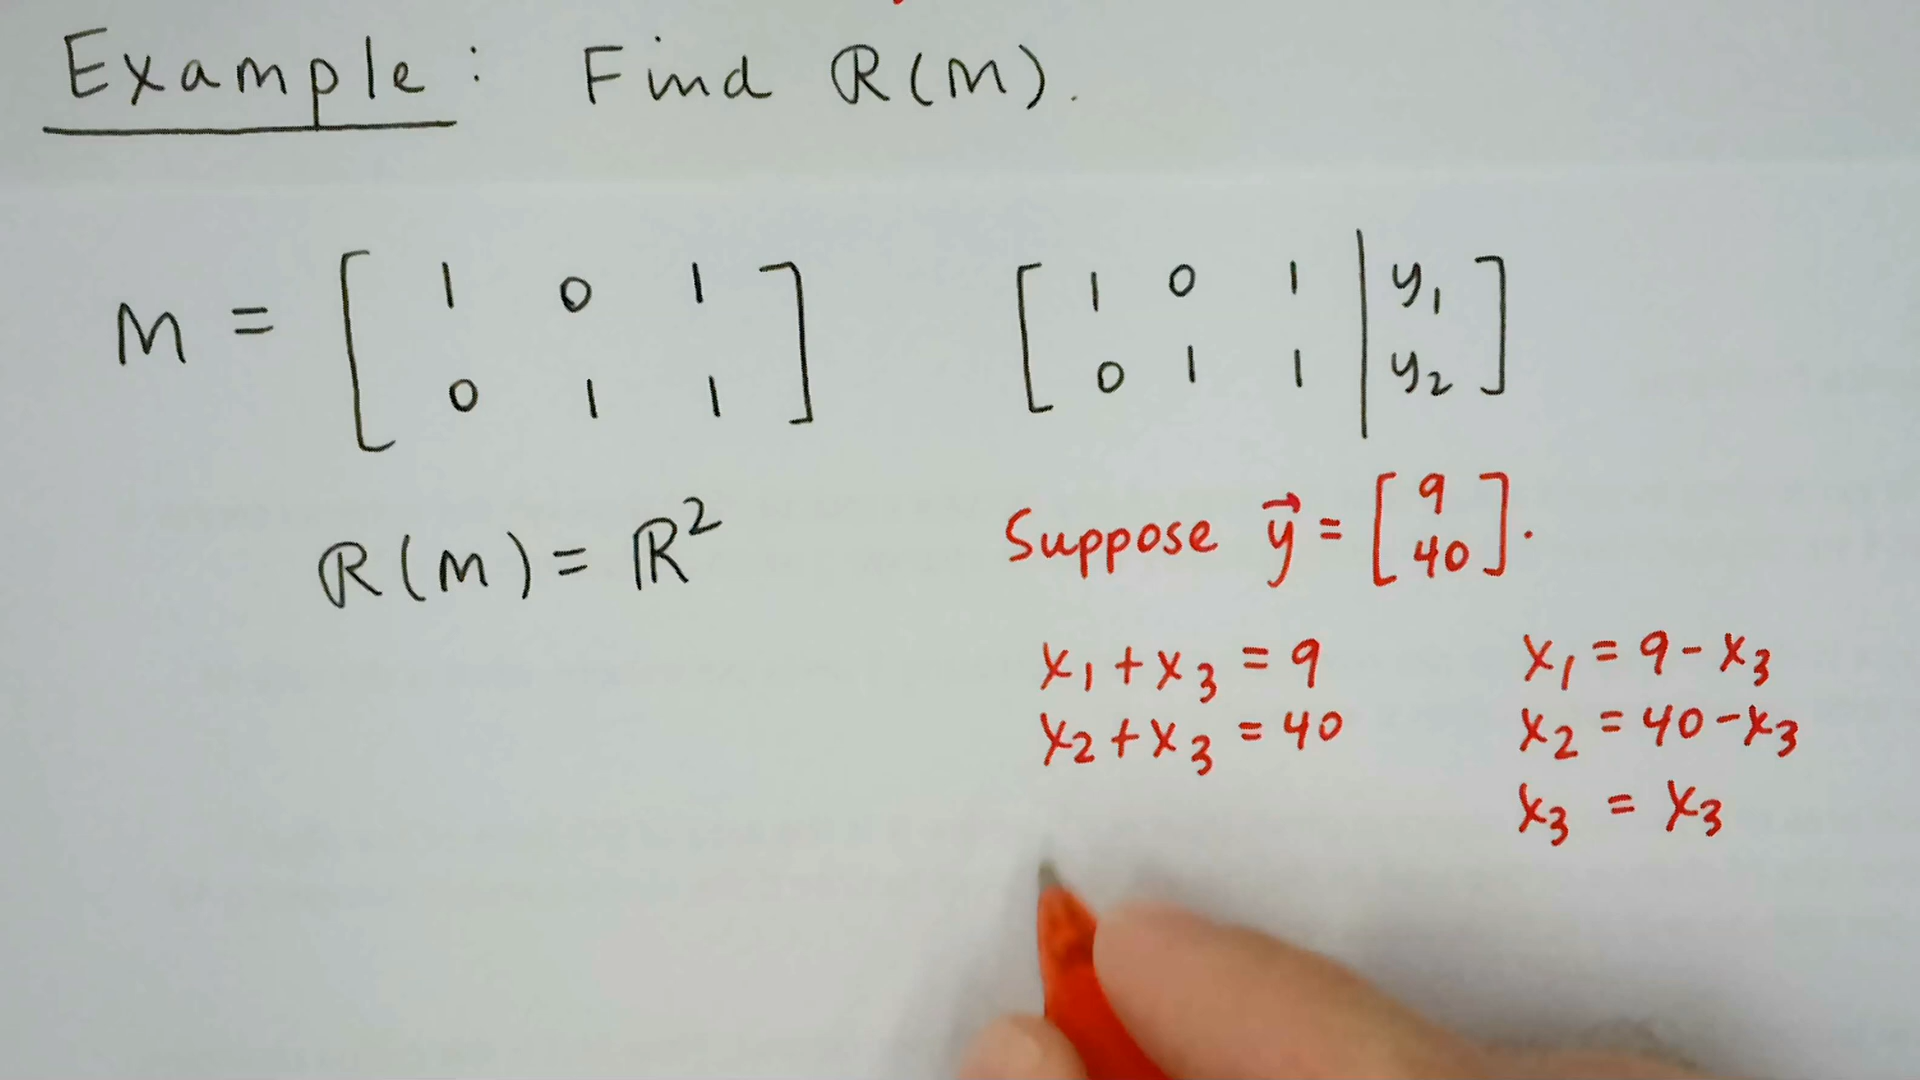 Example: Find R(M).
M = [ 1 0 1
0 1 1 ]
[ 1 0 1 | y₁
0 1 1 | y₂ ]
R(M) = ℝ²
Suppose y⃗ = [ 9
40 ].
x₁ + x₃ = 9
x₂ + x₃ = 40
x₁ = 9 - x₃
x₂ = 40 - x₃
x₃ = x₃